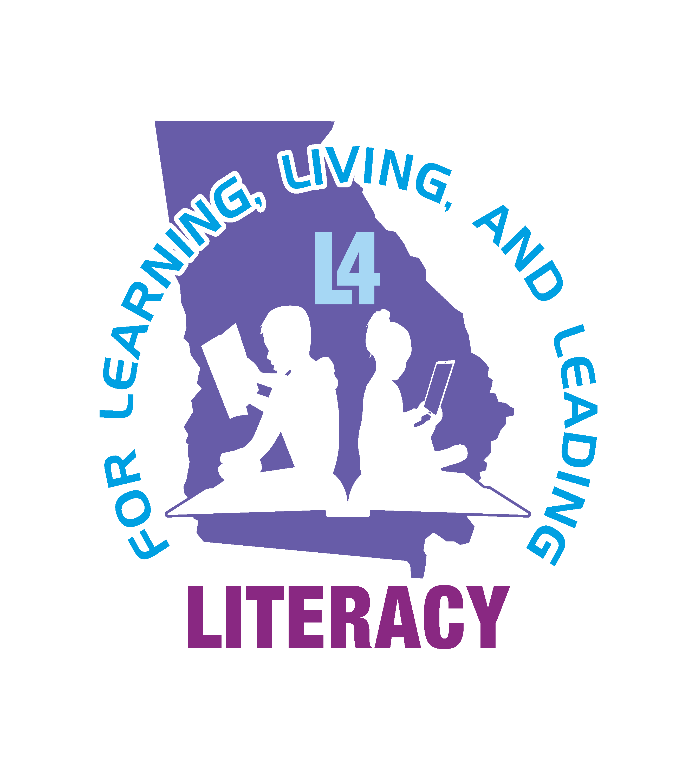 FOR LEARNING, LIVING, AND LEADING
L4
LITERACY